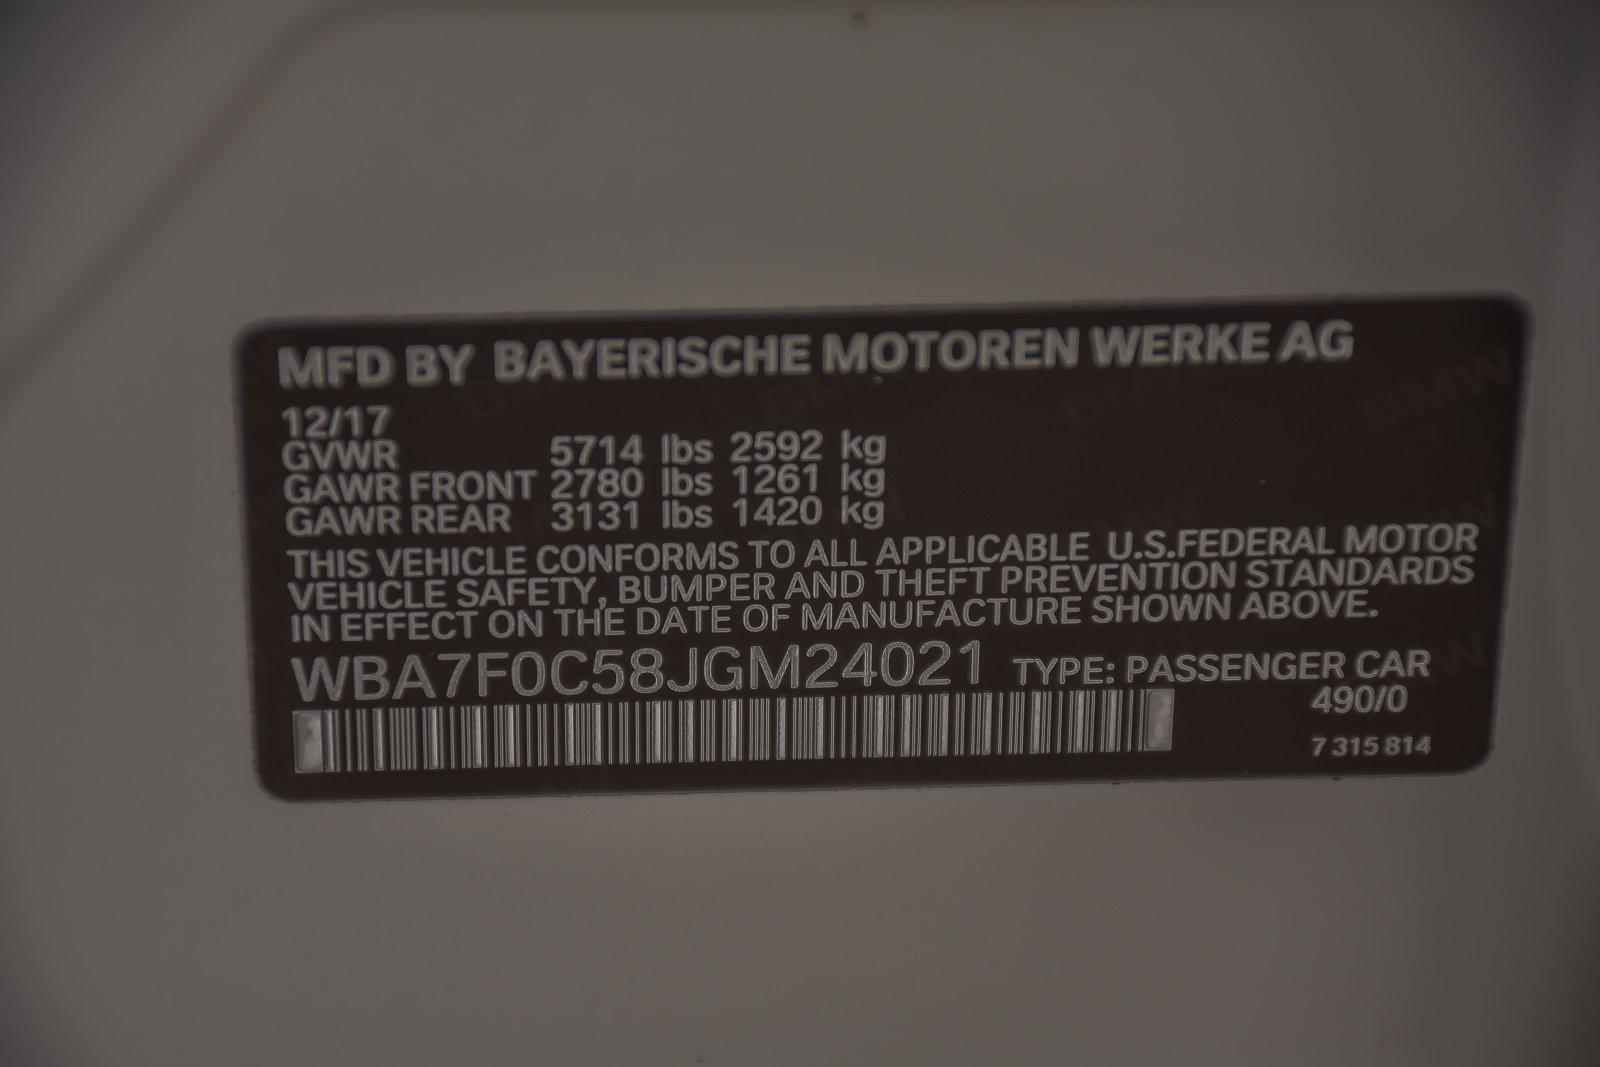 MFD BY BAYERISCHE MOTOREN WERKE AG
12/17
GVWR 5714 lbs 2592 kg
GAWR FRONT 2780 lbs 1261 kg
GAWR REAR 3131 lbs 1420 kg
THIS VEHICLE CONFORMS TO ALL APPLICABLE U.S.FEDERAL MOTOR
VEHICLE SAFETY, BUMPER AND THEFT PREVENTION STANDARDS
IN EFFECT ON THE DATE OF MANUFACTURE SHOWN ABOVE.
WBA7F0C58JGM24021 TYPE: PASSENGER CAR
490/0
7 315 814